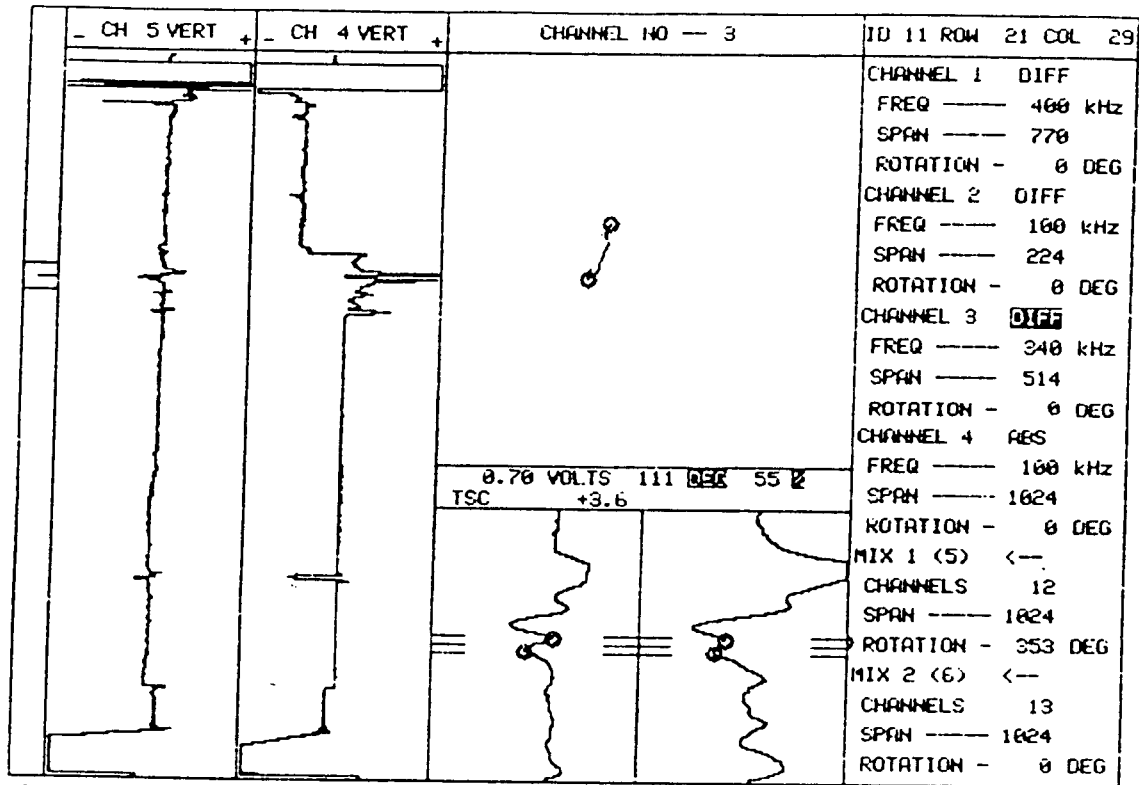 - CH 5 VERT +
- CH 4 VERT +
CHANNEL NO -- 3
ID 11 ROW 21 COL 29
CHANNEL 1 DIFF
FREQ ----- 400 kHz
SPAN ----- 770
ROTATION - 0 DEG
CHANNEL 2 DIFF
FREQ ----- 100 kHz
SPAN ----- 224
ROTATION - 0 DEG
CHANNEL 3 DIFF
FREQ ----- 340 kHz
SPAN ----- 514
ROTATION - 0 DEG
CHANNEL 4 ABS
FREQ ----- 100 kHz
SPAN ----- 1024
ROTATION - 0 DEG
MIX 1 (5) <--
CHANNELS 12
SPAN ----- 1024
ROTATION - 353 DEG
MIX 2 (6) <--
CHANNELS 13
SPAN ----- 1024
ROTATION - 0 DEG
0.70 VOLTS 111 DEG 55
TSC +3.6